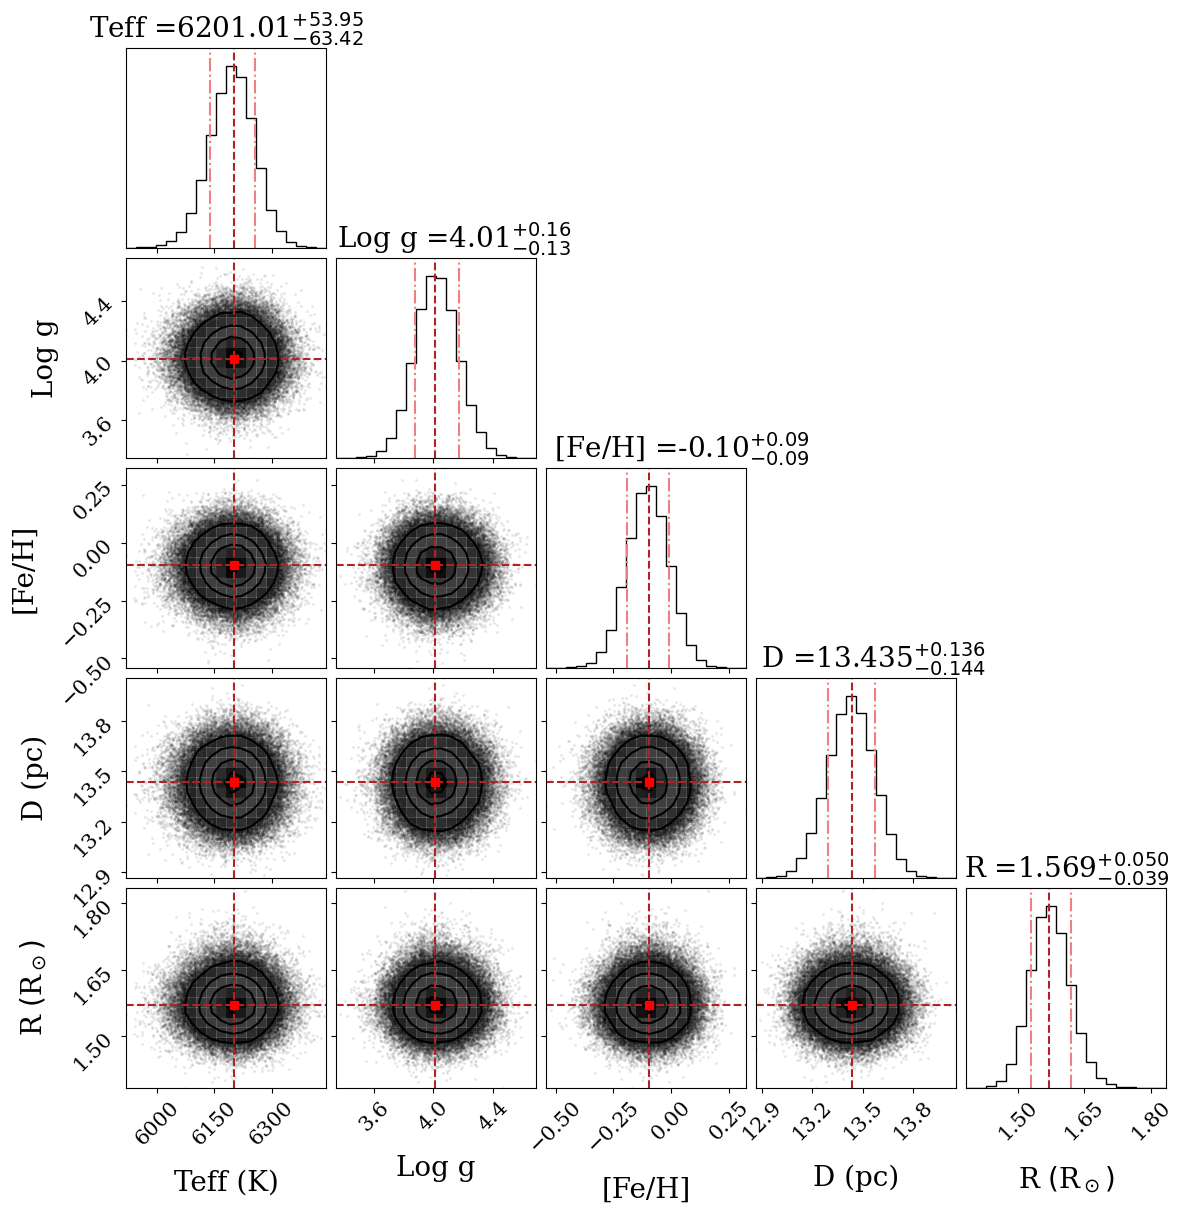 Teff =6201.01 +53.95 −63.42
Log g =4.01 +0.16 −0.13
Log g
4.4
4.0
3.6
[Fe/H] =-0.10 +0.09 −0.09
[Fe/H]
0.25
0.00
−0.25
−0.50
D =13.435 +0.136 −0.144
D (pc)
13.8
13.5
13.2
12.9
R =1.569 +0.050 −0.039
R (R⊙)
1.80
1.65
1.50
6000 6150 6300
3.6 4.0 4.4
−0.50 −0.25 0.00 0.25
12.9 13.2 13.5 13.8
1.50 1.65 1.80
Teff (K)
Log g
[Fe/H]
D (pc)
R (R⊙)